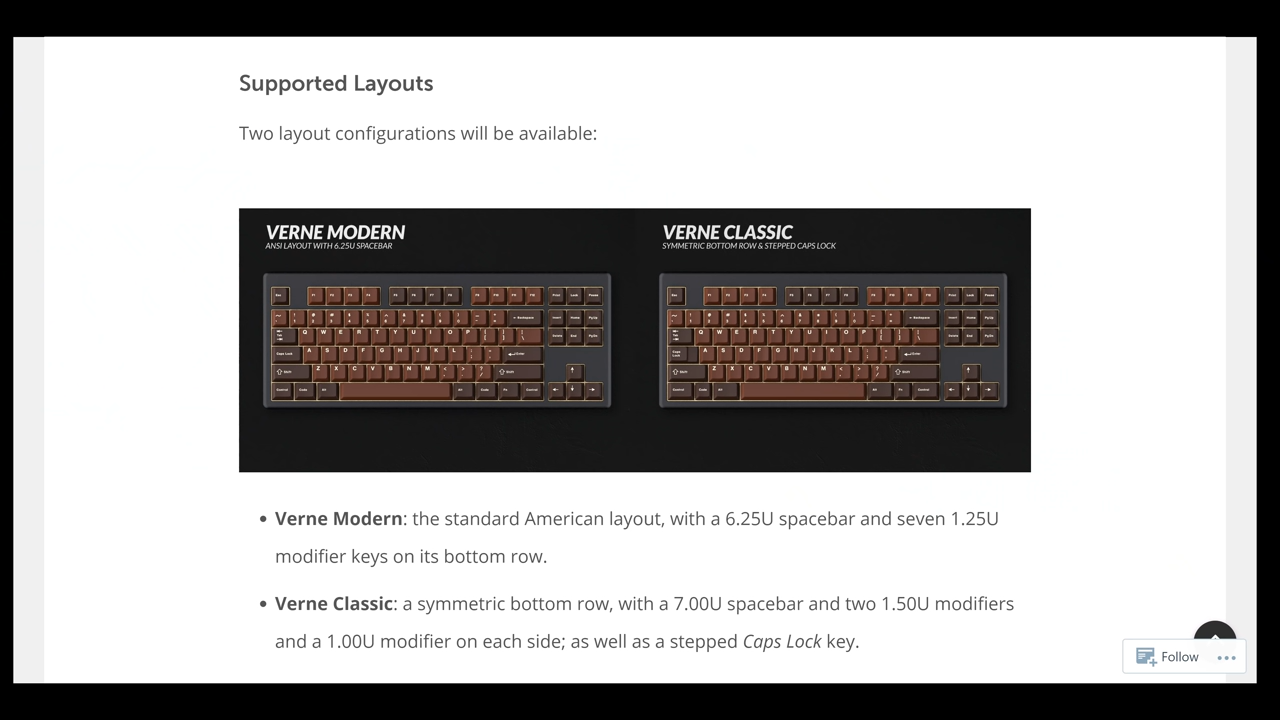 Supported Layouts
Two layout configurations will be available:
VERNE MODERN
ANSI LAYOUT WITH 6.25U SPACEBAR
VERNE CLASSIC
SYMMETRIC BOTTOM ROW & STEPPED CAPS LOCK
• Verne Modern: the standard American layout, with a 6.25U spacebar and seven 1.25U
modifier keys on its bottom row.
• Verne Classic: a symmetric bottom row, with a 7.00U spacebar and two 1.50U modifiers
and a 1.00U modifier on each side; as well as a stepped Caps Lock key.
Follow